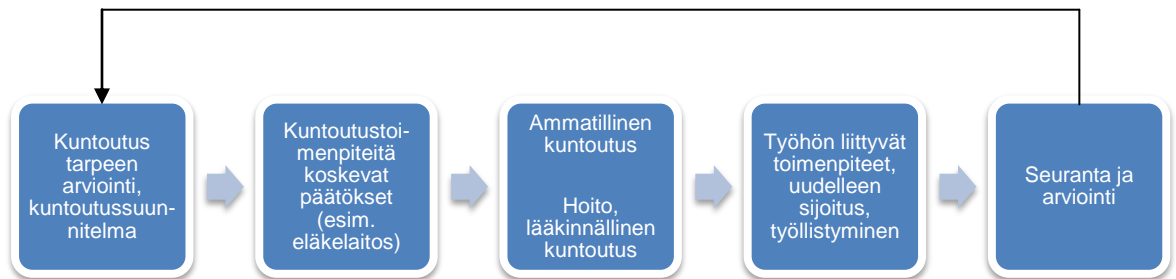 Kuntoutus
tarpeen
arviointi,
kuntoutussuun-
nitelma
Kuntoutustoi-
menpiteitä
koskevat
päätökset
(esim.
eläkelaitos)
Ammatillinen
kuntoutus
Hoito,
lääkinnällinen
kuntoutus
Työhön liittyvät
toimenpiteet,
uudelleen
sijoitus,
työllistyminen
Seuranta ja
arviointi